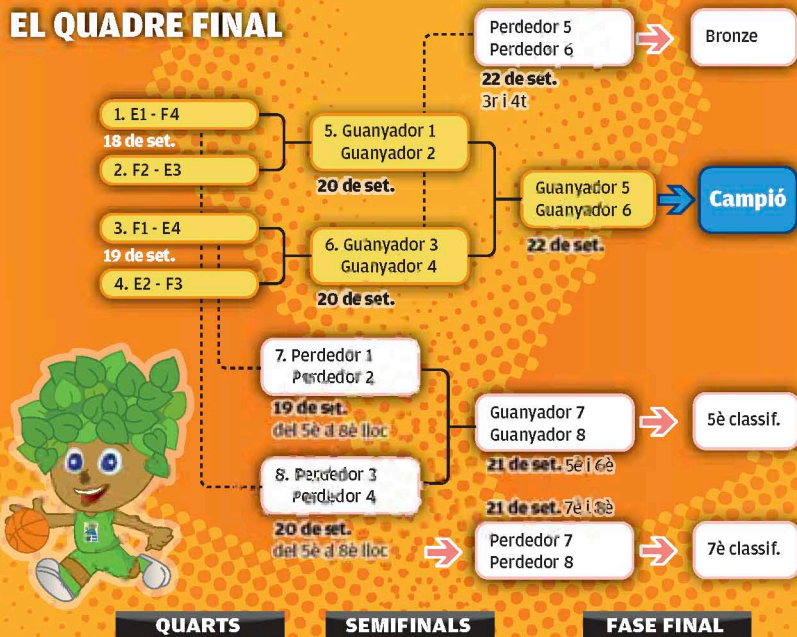 EL QUADRE FINAL
Perdedor 5
Perdedor 6
22 de set.
3r i 4t
Bronze
1. E1 - F4
18 de set.
2. F2 - E3
3. F1 - E4
19 de set.
4. E2 - F3
5. Guanyador 1
Guanyador 2
20 de set.
6. Guanyador 3
Guanyador 4
20 de set.
Guanyador 5
Guanyador 6
22 de set.
Campió
7. Perdedor 1
Perdedor 2
19 de set.
del 5è al 8è lloc
8. Perdedor 3
Perdedor 4
20 de set.
del 5è al 8è lloc
Guanyador 7
Guanyador 8
21 de set. 5è i 6è
5è classif.
21 de set. 7è i 8è
Perdedor 7
Perdedor 8
7è classif.
QUARTS
SEMIFINALS
FASE FINAL